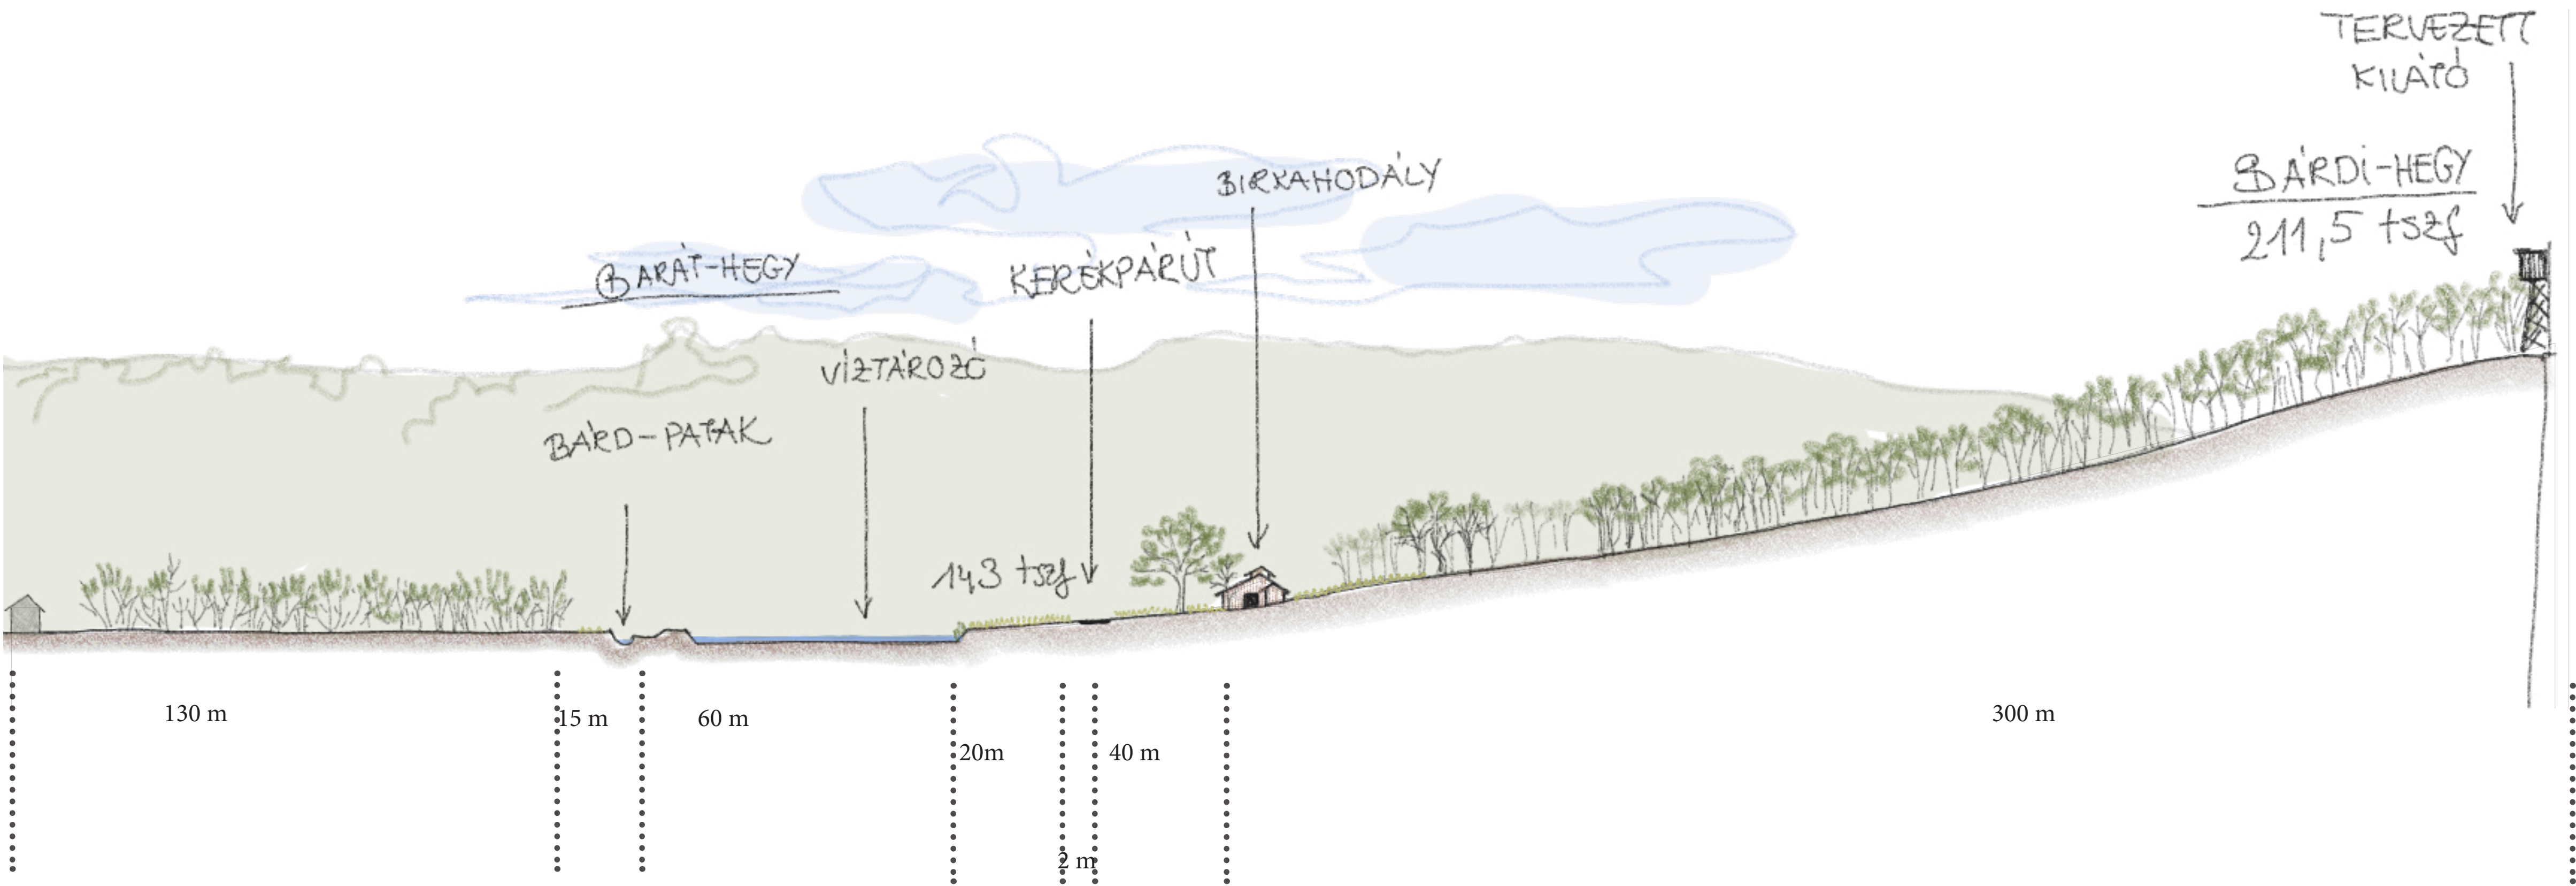 TERVEZETT
KILÁTÓ
BÁRDI-HEGY
211,5 tszf
BIRKAHODÁLY
KERÉKPÁRÚT
BARÁT-HEGY
VÍZTÁROZÓ
BÁRD-PATAK
143 tszf
130 m
15 m
60 m
20m
2 m
40 m
300 m